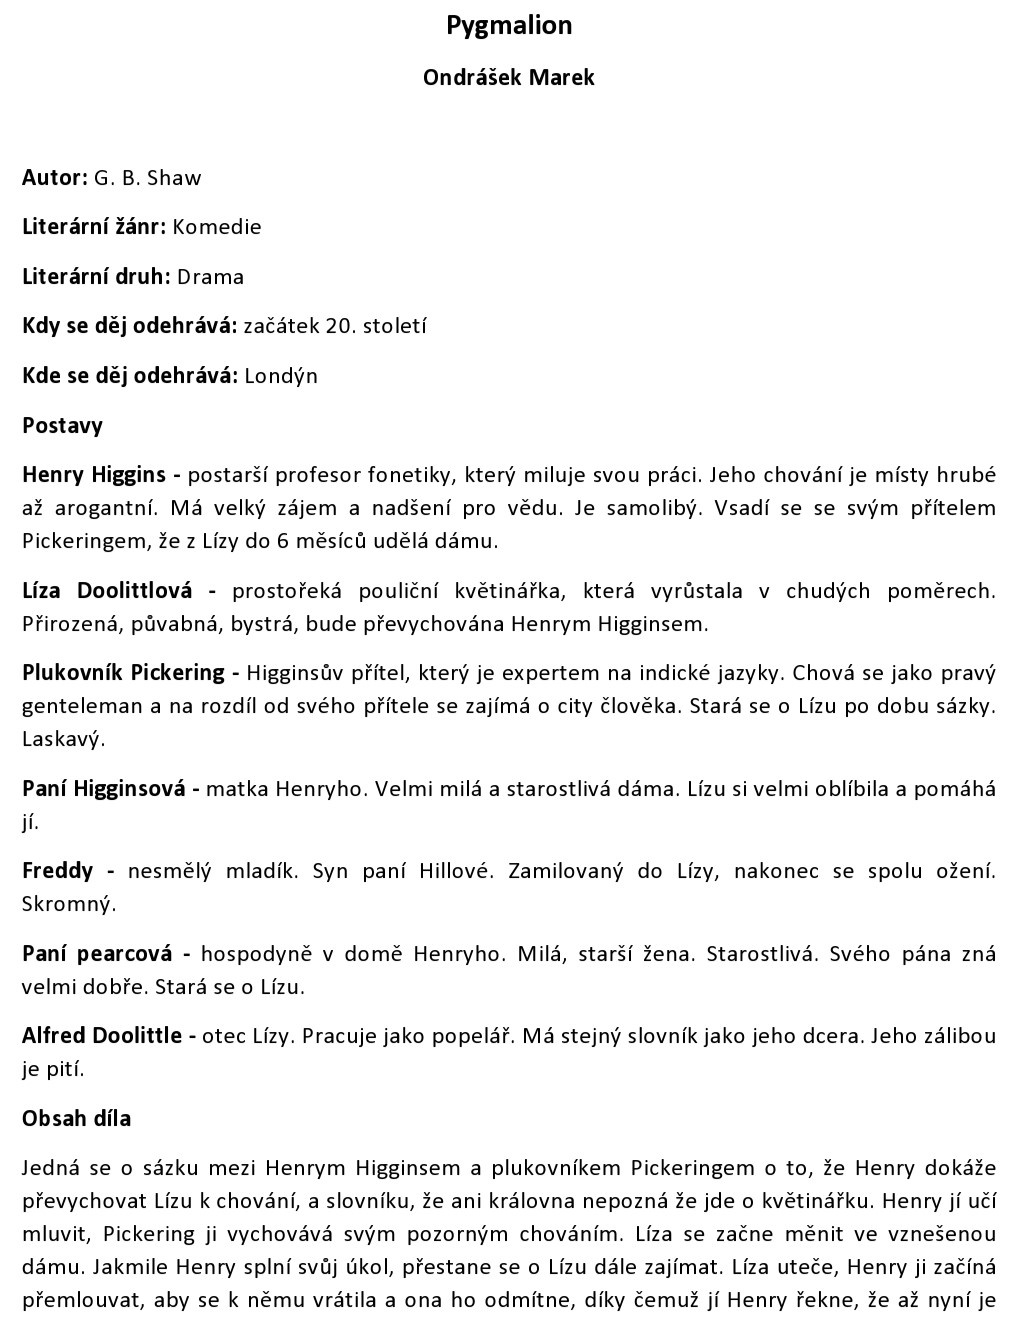 Pygmalion
Ondrášek Marek
Autor: G. B. Shaw
Literární žánr: Komedie
Literární druh: Drama
Kdy se děj odehrává: začátek 20. století
Kde se děj odehrává: Londýn
Postavy
Henry Higgins - postarší profesor fonetiky, který miluje svou práci. Jeho chování je místy hrubé
až arogantní. Má velký zájem a nadšení pro vědu. Je samolibý. Vsadí se se svým přítelem
Pickeringem, že z Lízy do 6 měsíců udělá dámu.
Líza Doolittlová - prostořeká pouliční květinářka, která vyrůstala v chudých poměrech.
Přirozená, půvabná, bystrá, bude převychována Henrym Higginsem.
Plukovník Pickering - Higginsův přítel, který je expertem na indické jazyky. Chová se jako pravý
genteleman a na rozdíl od svého přítele se zajímá o city člověka. Stará se o Lízu po dobu sázky.
Laskavý.
Paní Higginsová - matka Henryho. Velmi milá a starostlivá dáma. Lízu si velmi oblíbila a pomáhá
jí.
Freddy - nesmělý mladík. Syn paní Hillové. Zamilovaný do Lízy, nakonec se spolu ožení.
Skromný.
Paní pearcová - hospodyně v domě Henryho. Milá, starší žena. Starostlivá. Svého pána zná
velmi dobře. Stará se o Lízu.
Alfred Doolittle - otec Lízy. Pracuje jako popelář. Má stejný slovník jako jeho dcera. Jeho zálibou
je pití.
Obsah díla
Jedná se o sázku mezi Henrym Higginsem a plukovníkem Pickeringem o to, že Henry dokáže
převychovat Lízu k chování, a slovníku, že ani královna nepozná že jde o květinářku. Henry jí učí
mluvit, Pickering ji vychovává svým pozorným chováním. Líza se začne měnit ve vznešenou
dámu. Jakmile Henry splní svůj úkol, přestane se o Lízu dále zajímat. Líza uteče, Henry ji začíná
přemlouvat, aby se k němu vrátila a ona ho odmítne, díky čemuž jí Henry řekne, že až nyní je